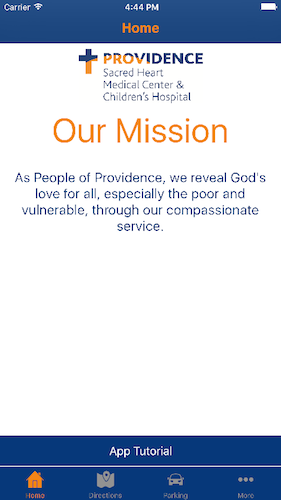 Carrier 4:44 PM
Home
PROVIDENCE
Sacred Heart
Medical Center &
Children's Hospital
Our Mission
As People of Providence, we reveal God's
love for all, especially the poor and
vulnerable, through our compassionate
service.
App Tutorial
Home Directions Parking More